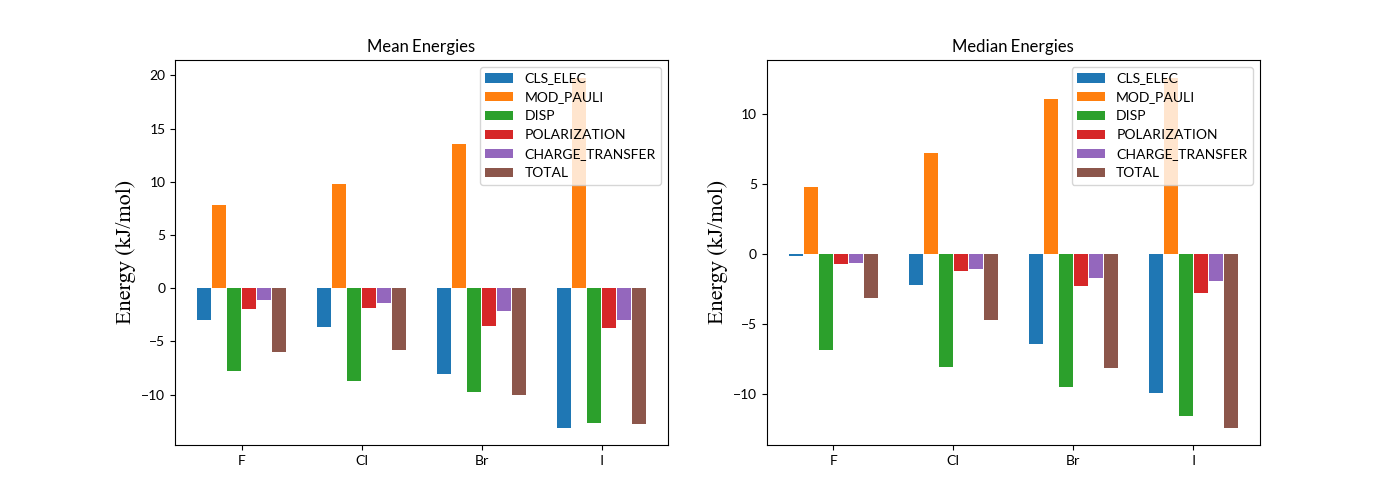 Mean Energies
Energy (kJ/mol)
20
15
10
5
0
−5
−10
F
Cl
Br
I
CLS_ELEC
MOD_PAULI
DISP
POLARIZATION
CHARGE_TRANSFER
TOTAL
Median Energies
Energy (kJ/mol)
10
5
0
−5
−10
F
Cl
Br
I
CLS_ELEC
MOD_PAULI
DISP
POLARIZATION
CHARGE_TRANSFER
TOTAL